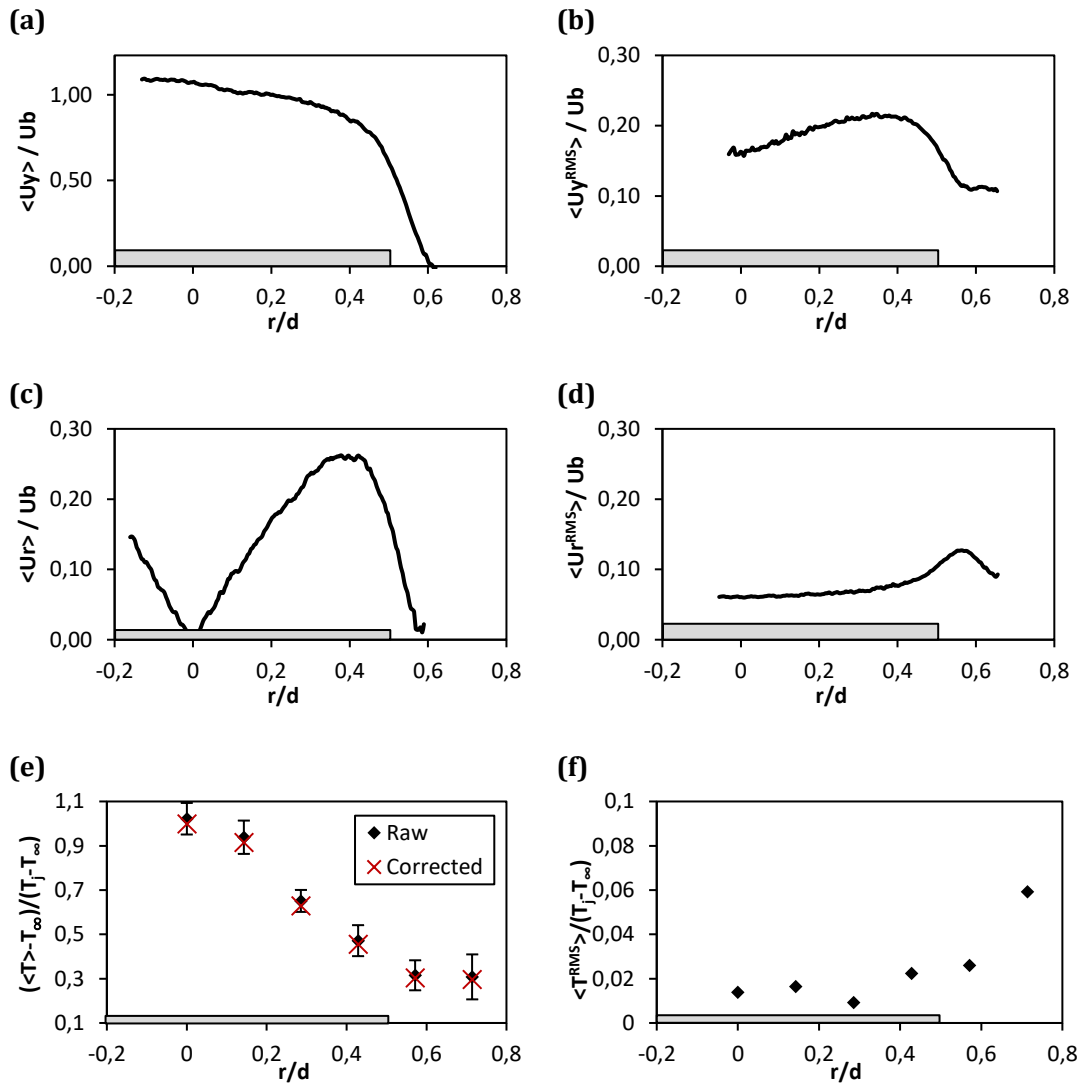 (a)
1,00
0,50
0,00
<Uy> / Ub
-0,2 0 0,2 0,4 0,6 0,8
r/d
(b)
0,30
0,20
0,10
0,00
<Uy^RMS> / Ub
-0,2 0 0,2 0,4 0,6 0,8
r/d
(c)
0,30
0,20
0,10
0,00
<Ur> / Ub
-0,2 0 0,2 0,4 0,6 0,8
r/d
(d)
0,30
0,20
0,10
0,00
<Ur^RMS>/ Ub
-0,2 0 0,2 0,4 0,6 0,8
r/d
(e)
1,1
0,9
0,7
0,5
0,3
0,1
(<T>-T∞)/(Tj-T∞)
Raw
Corrected
-0,2 0 0,2 0,4 0,6 0,8
r/d
(f)
0,1
0,08
0,06
0,04
0,02
0
<T^RMS>/(Tj-T∞)
-0,2 0 0,2 0,4 0,6 0,8
r/d